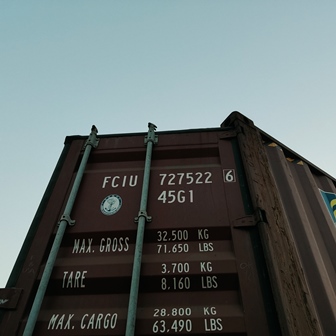 FCIU 727522 6
45G1
MAX. GROSS 32.500 KG
71.650 LBS
TARE 3.700 KG
8.160 LBS
MAX. CARGO 28.800 KG
63.490 LBS